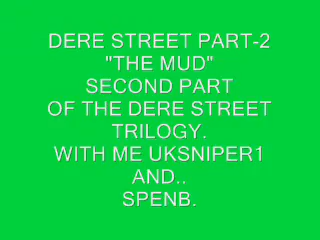 DERE STREET PART-2
"THE MUD"
SECOND PART
OF THE DERE STREET
TRILOGY.
WITH ME UKSNIPER1
AND..
SPENB.